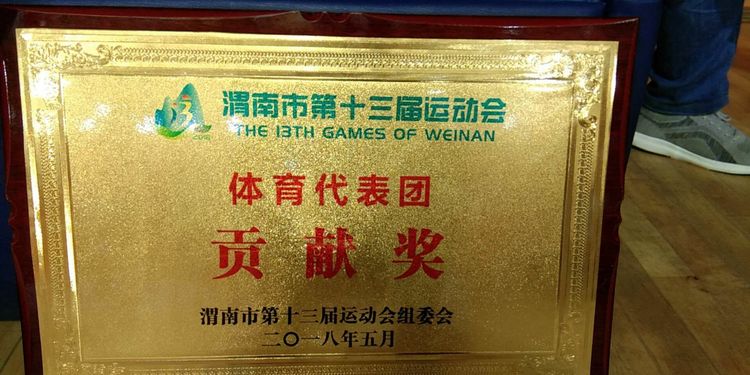 渭南市第十三届运动会
THE 13TH GAMES OF WEINAN
体育代表团
贡献奖
渭南市第十三届运动会组委会
二〇一八年五月